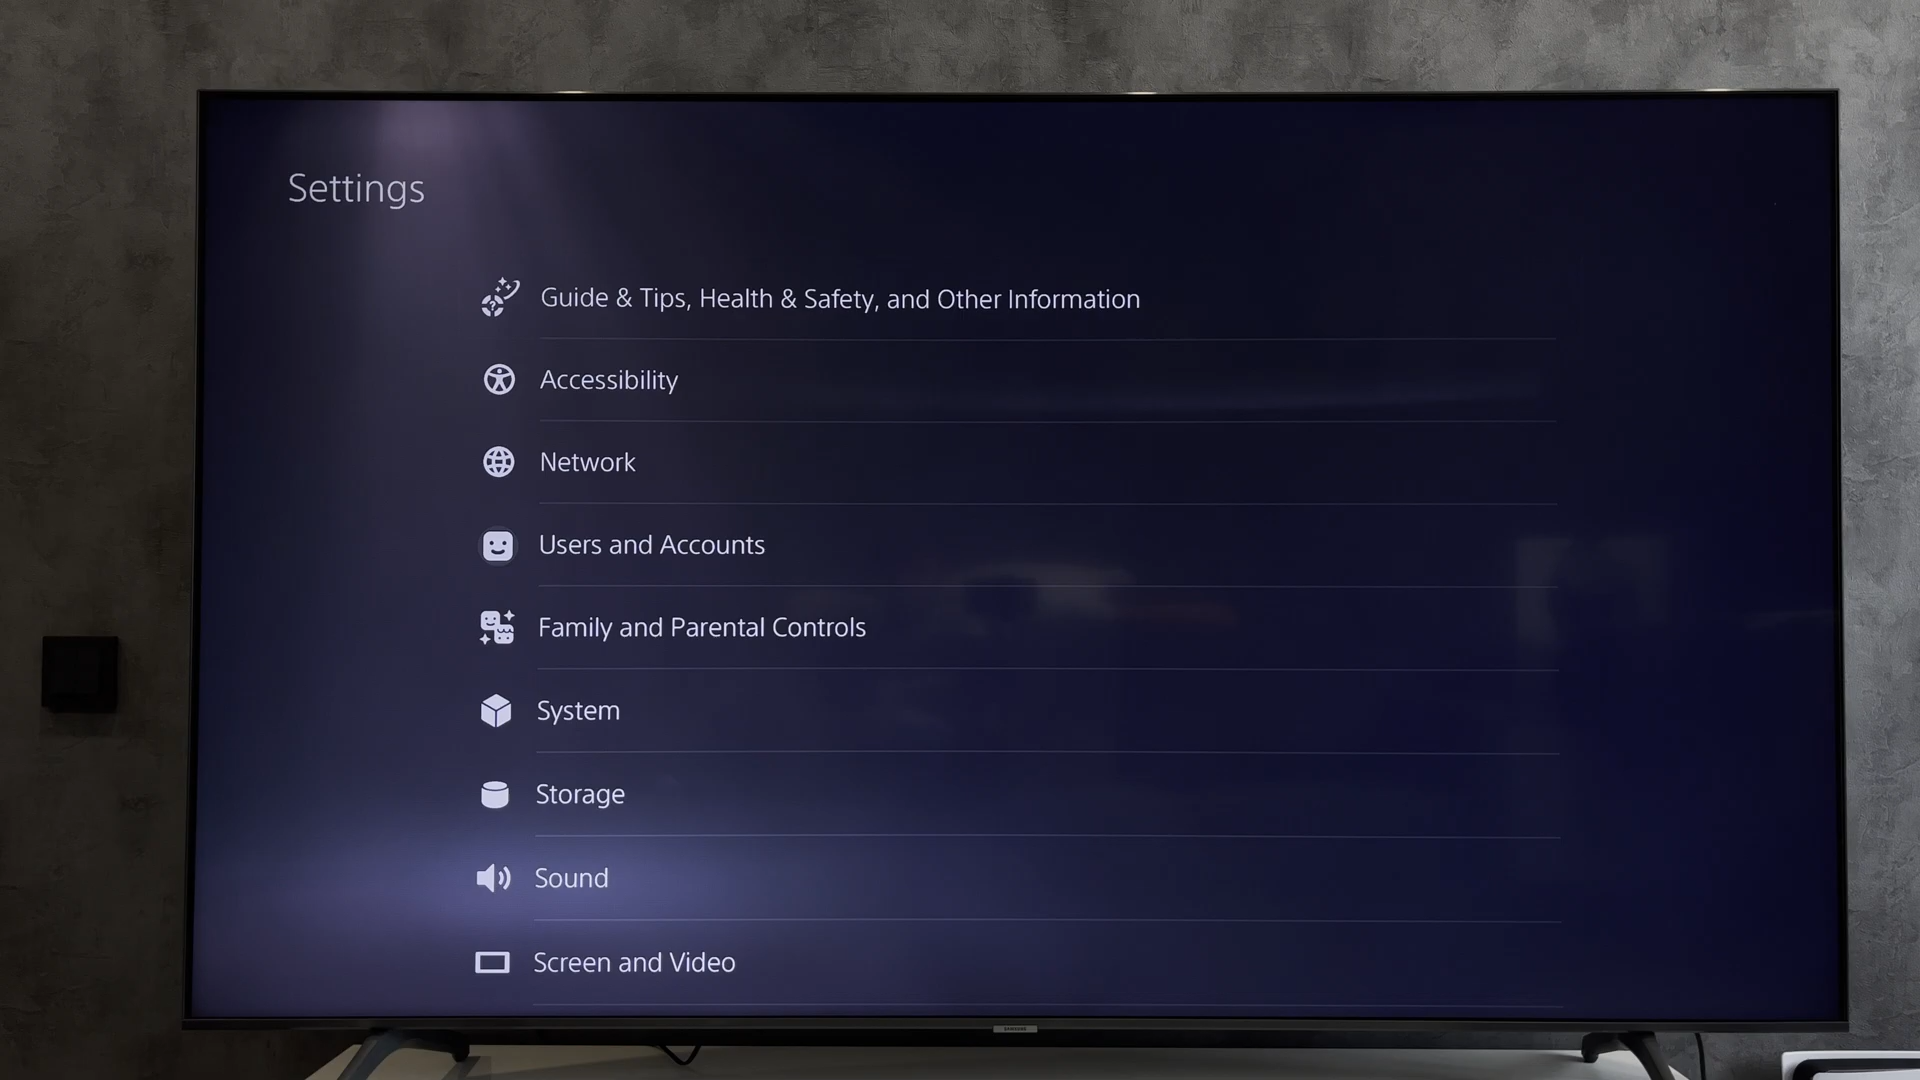 Settings
Guide & Tips, Health & Safety, and Other Information
Accessibility
Network
Users and Accounts
Family and Parental Controls
System
Storage
Sound
Screen and Video
SAMSUNG